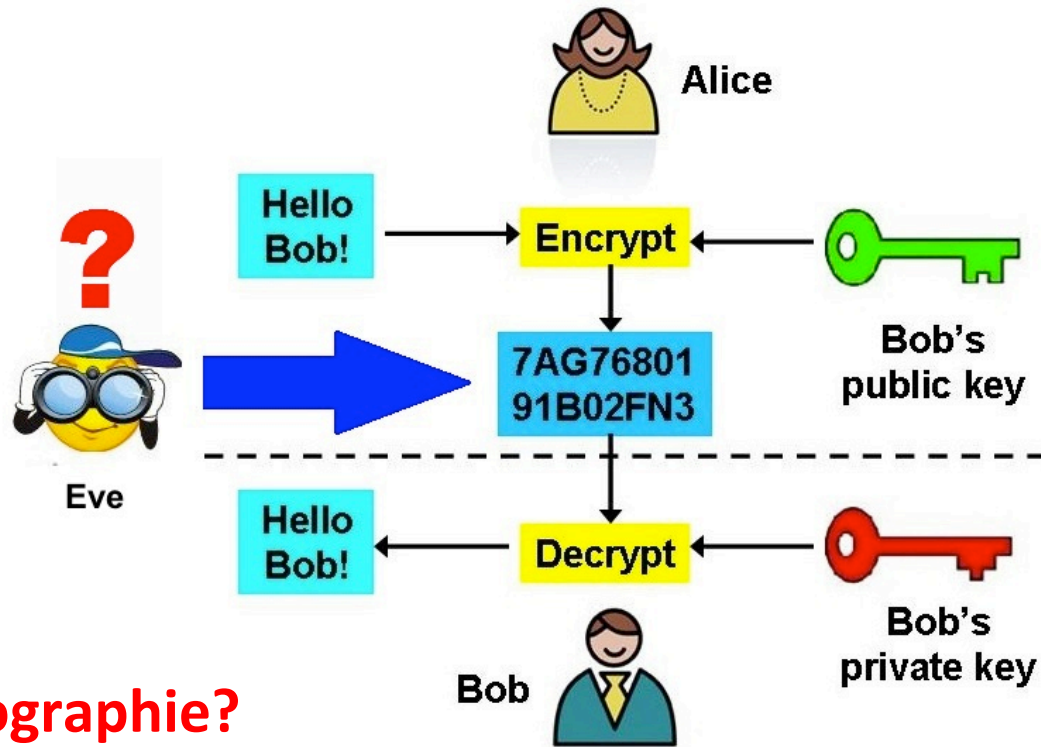 Alice
Hello
Bob!
Encrypt
?
7AG76801
91B02FN3
Bob's
public key
Eve
Hello
Bob!
Decrypt
Bob's
private key
Bob
ographie?